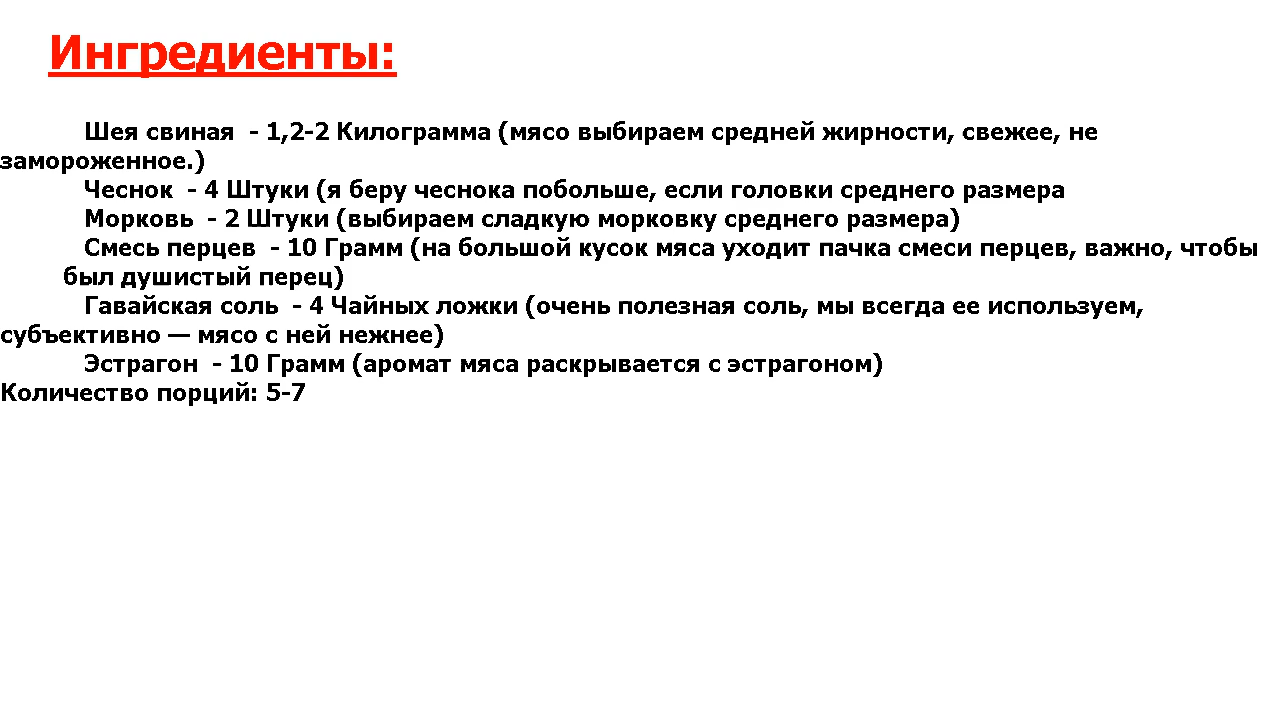 Ингредиенты:
Шея свиная  - 1,2-2 Килограмма (мясо выбираем средней жирности, свежее, не
замороженное.)
Чеснок  - 4 Штуки (я беру чеснока побольше, если головки среднего размера
Морковь  - 2 Штуки (выбираем сладкую морковку среднего размера)
Смесь перцев  - 10 Грамм (на большой кусок мяса уходит пачка смеси перцев, важно, чтобы
был душистый перец)
Гавайская соль  - 4 Чайных ложки (очень полезная соль, мы всегда ее используем,
субъективно — мясо с ней нежнее)
Эстрагон  - 10 Грамм (аромат мяса раскрывается с эстрагоном)
Количество порций: 5-7